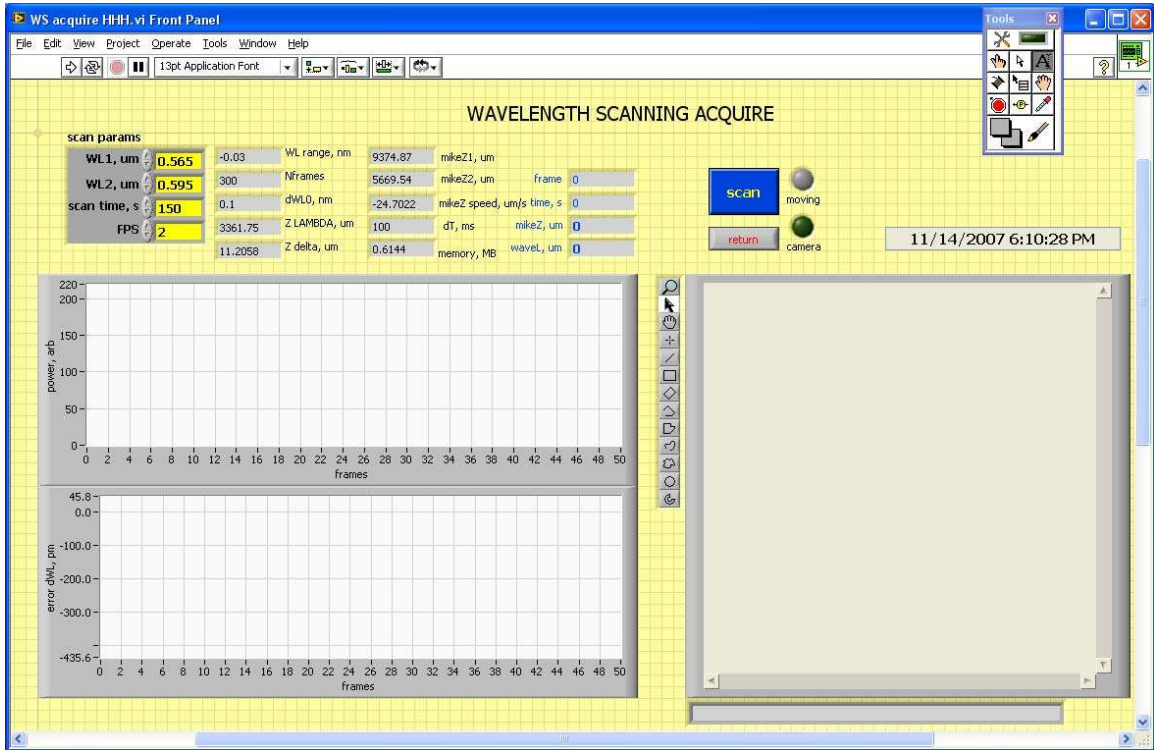 WS acquire HHH.vi Front Panel
Tools
File Edit View Project Operate Tools Window Help
13pt Application Font
1
WAVELENGTH SCANNING ACQUIRE
scan params
WL1, um 0.565 -0.03 WL range, nm 9374.87 mikeZ1, um
WL2, um 0.595 300 Nframes 5669.54 mikeZ2, um frame 0
scan time, s 150 0.1 dWL0, nm -24.7022 mikeZ speed, um/s time, s 0
FPS 2 3361.75 Z LAMBDA, um 100 dT, ms mikeZ, um 0
11.2058 Z delta, um 0.6144 memory, MB waveL, um 0
scan moving
return camera
11/14/2007 6:10:28 PM
220
200
150
100
50
0
power, arb
0 2 4 6 8 10 12 14 16 18 20 22 24 26 28 30 32 34 36 38 40 42 44 46 48 50
frames
45.8
0.0
-100.0
-200.0
-300.0
-435.6
error dWL, pm
0 2 4 6 8 10 12 14 16 18 20 22 24 26 28 30 32 34 36 38 40 42 44 46 48 50
frames